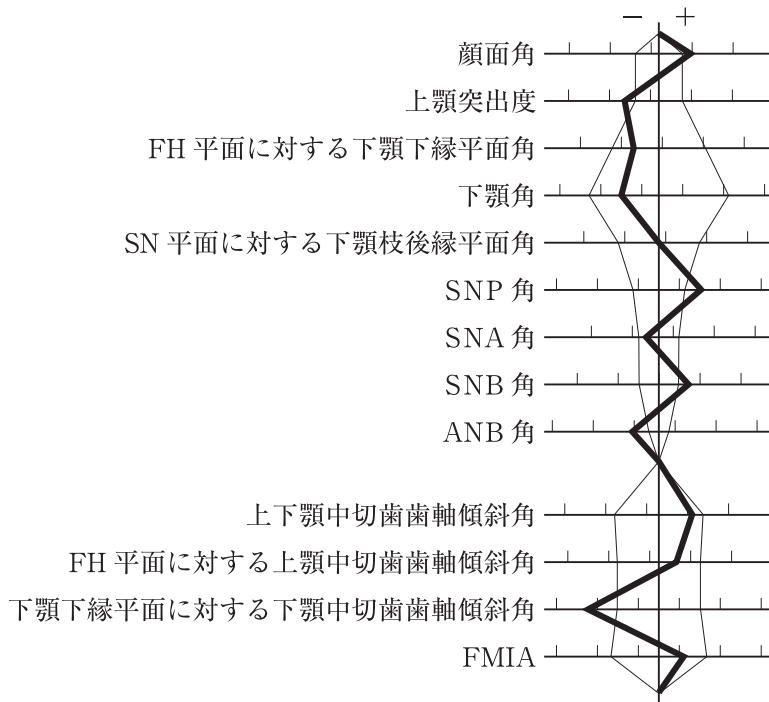 − +
顔面角
上顎突出度
FH 平面に対する下顎下縁平面角
下顎角
SN 平面に対する下顎枝後縁平面角
SNP 角
SNA 角
SNB 角
ANB 角
上下顎中切歯歯軸傾斜角
FH 平面に対する上顎中切歯歯軸傾斜角
下顎下縁平面に対する下顎中切歯歯軸傾斜角
FMIA